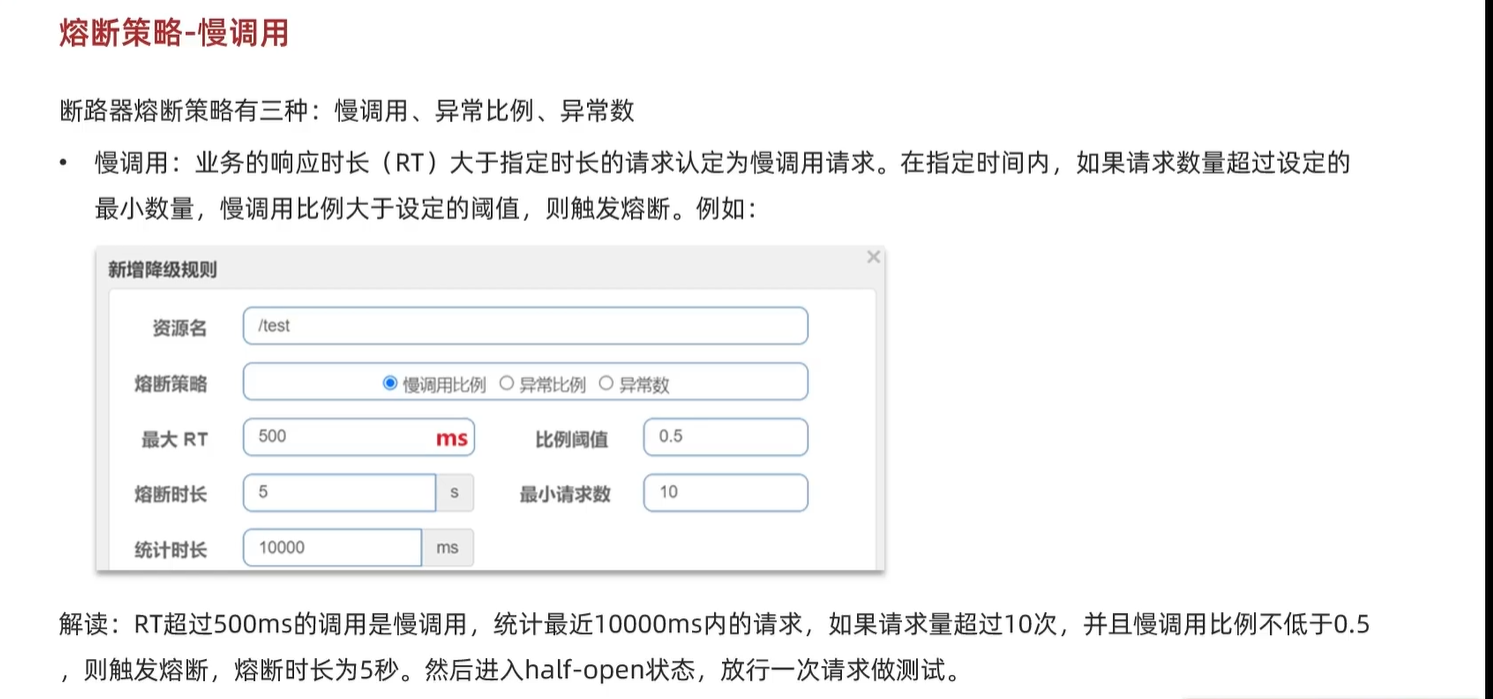 熔断策略-慢调用
断路器熔断策略有三种：慢调用、异常比例、异常数
• 慢调用：业务的响应时长（RT）大于指定时长的请求认定为慢调用请求。在指定时间内，如果请求数量超过设定的
最小数量，慢调用比例大于设定的阈值，则触发熔断。例如：
新增降级规则
资源名 /test
熔断策略 慢调用比例 异常比例 异常数
最大 RT 500 ms 比例阈值 0.5
熔断时长 5 s 最小请求数 10
统计时长 10000 ms
解读：RT超过500ms的调用是慢调用，统计最近10000ms内的请求，如果请求量超过10次，并且慢调用比例不低于0.5
，则触发熔断，熔断时长为5秒。然后进入half-open状态，放行一次请求做测试。